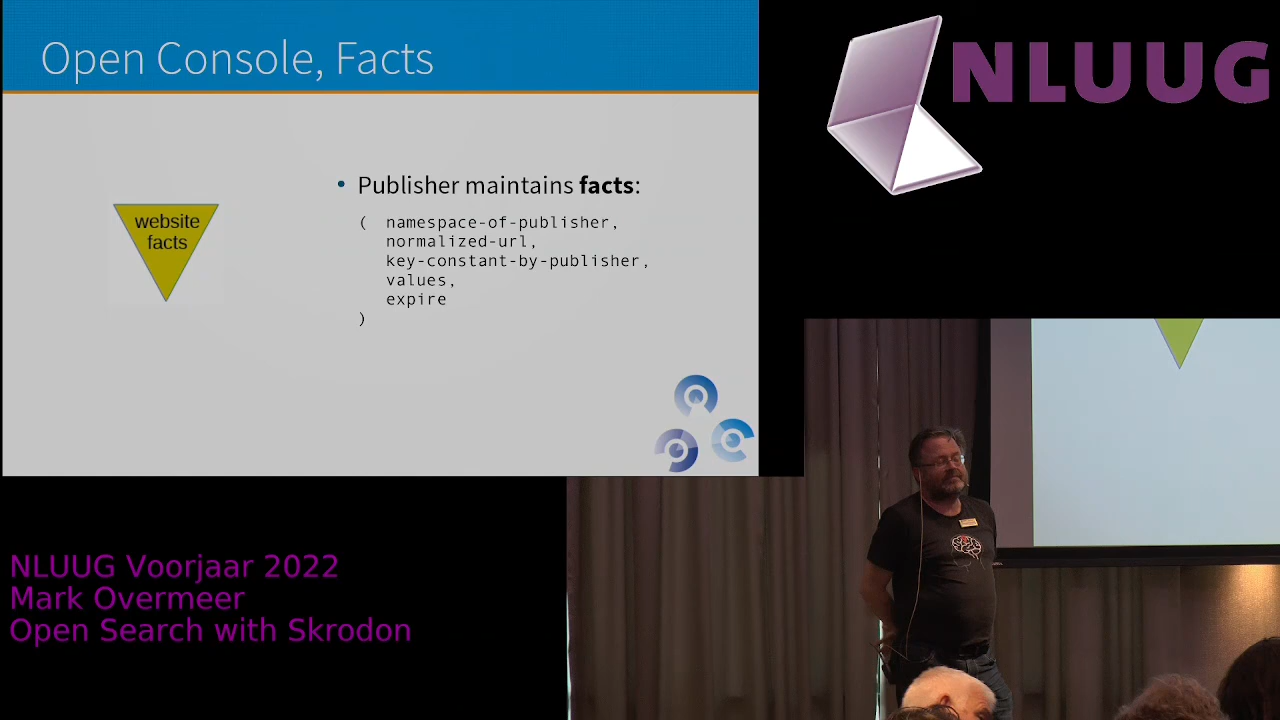 Open Console, Facts
website
facts
• Publisher maintains facts:
( namespace-of-publisher,
normalized-url,
key-constant-by-publisher,
values,
expire
)
NLUUG
NLUUG Voorjaar 2022
Mark Overmeer
Open Search with Skrodon